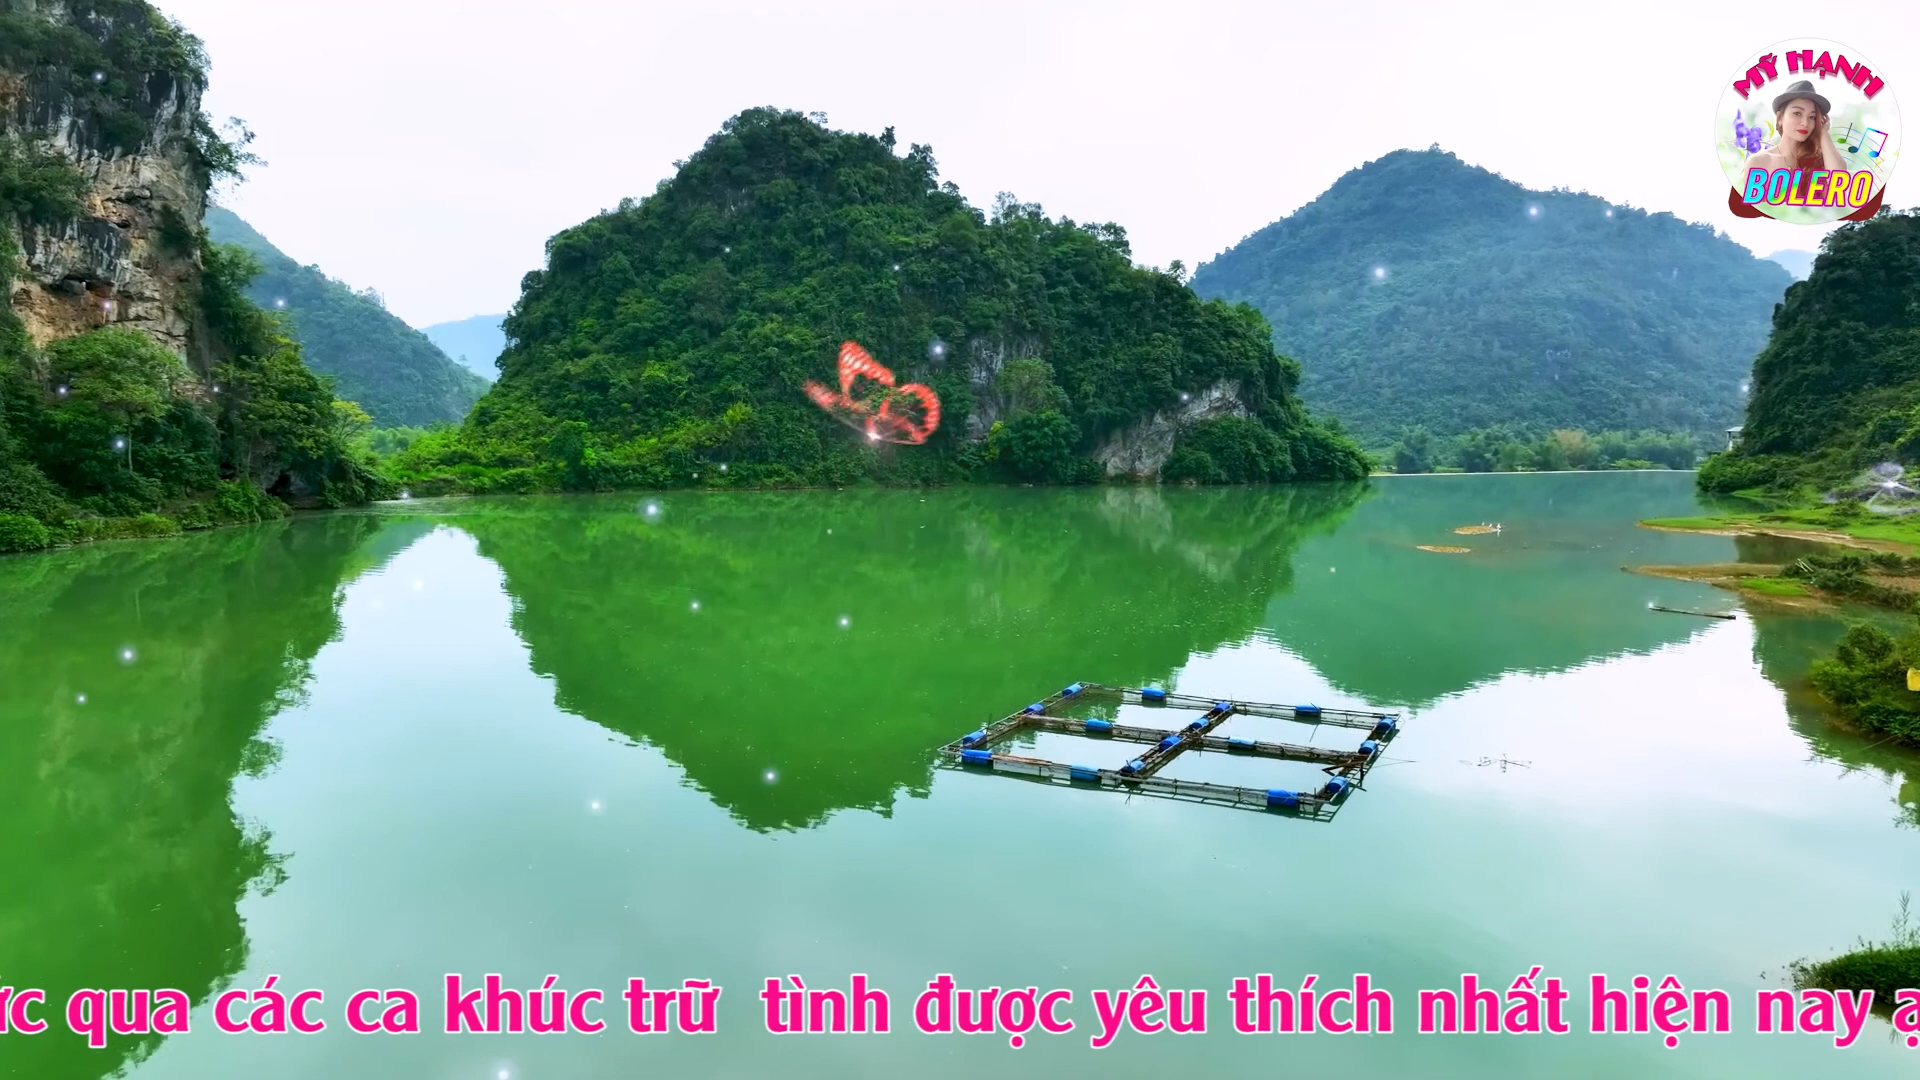 MỸ HẠNH
BOLERO
qua các ca khúc trữ tình được yêu thích nhất hiện nay